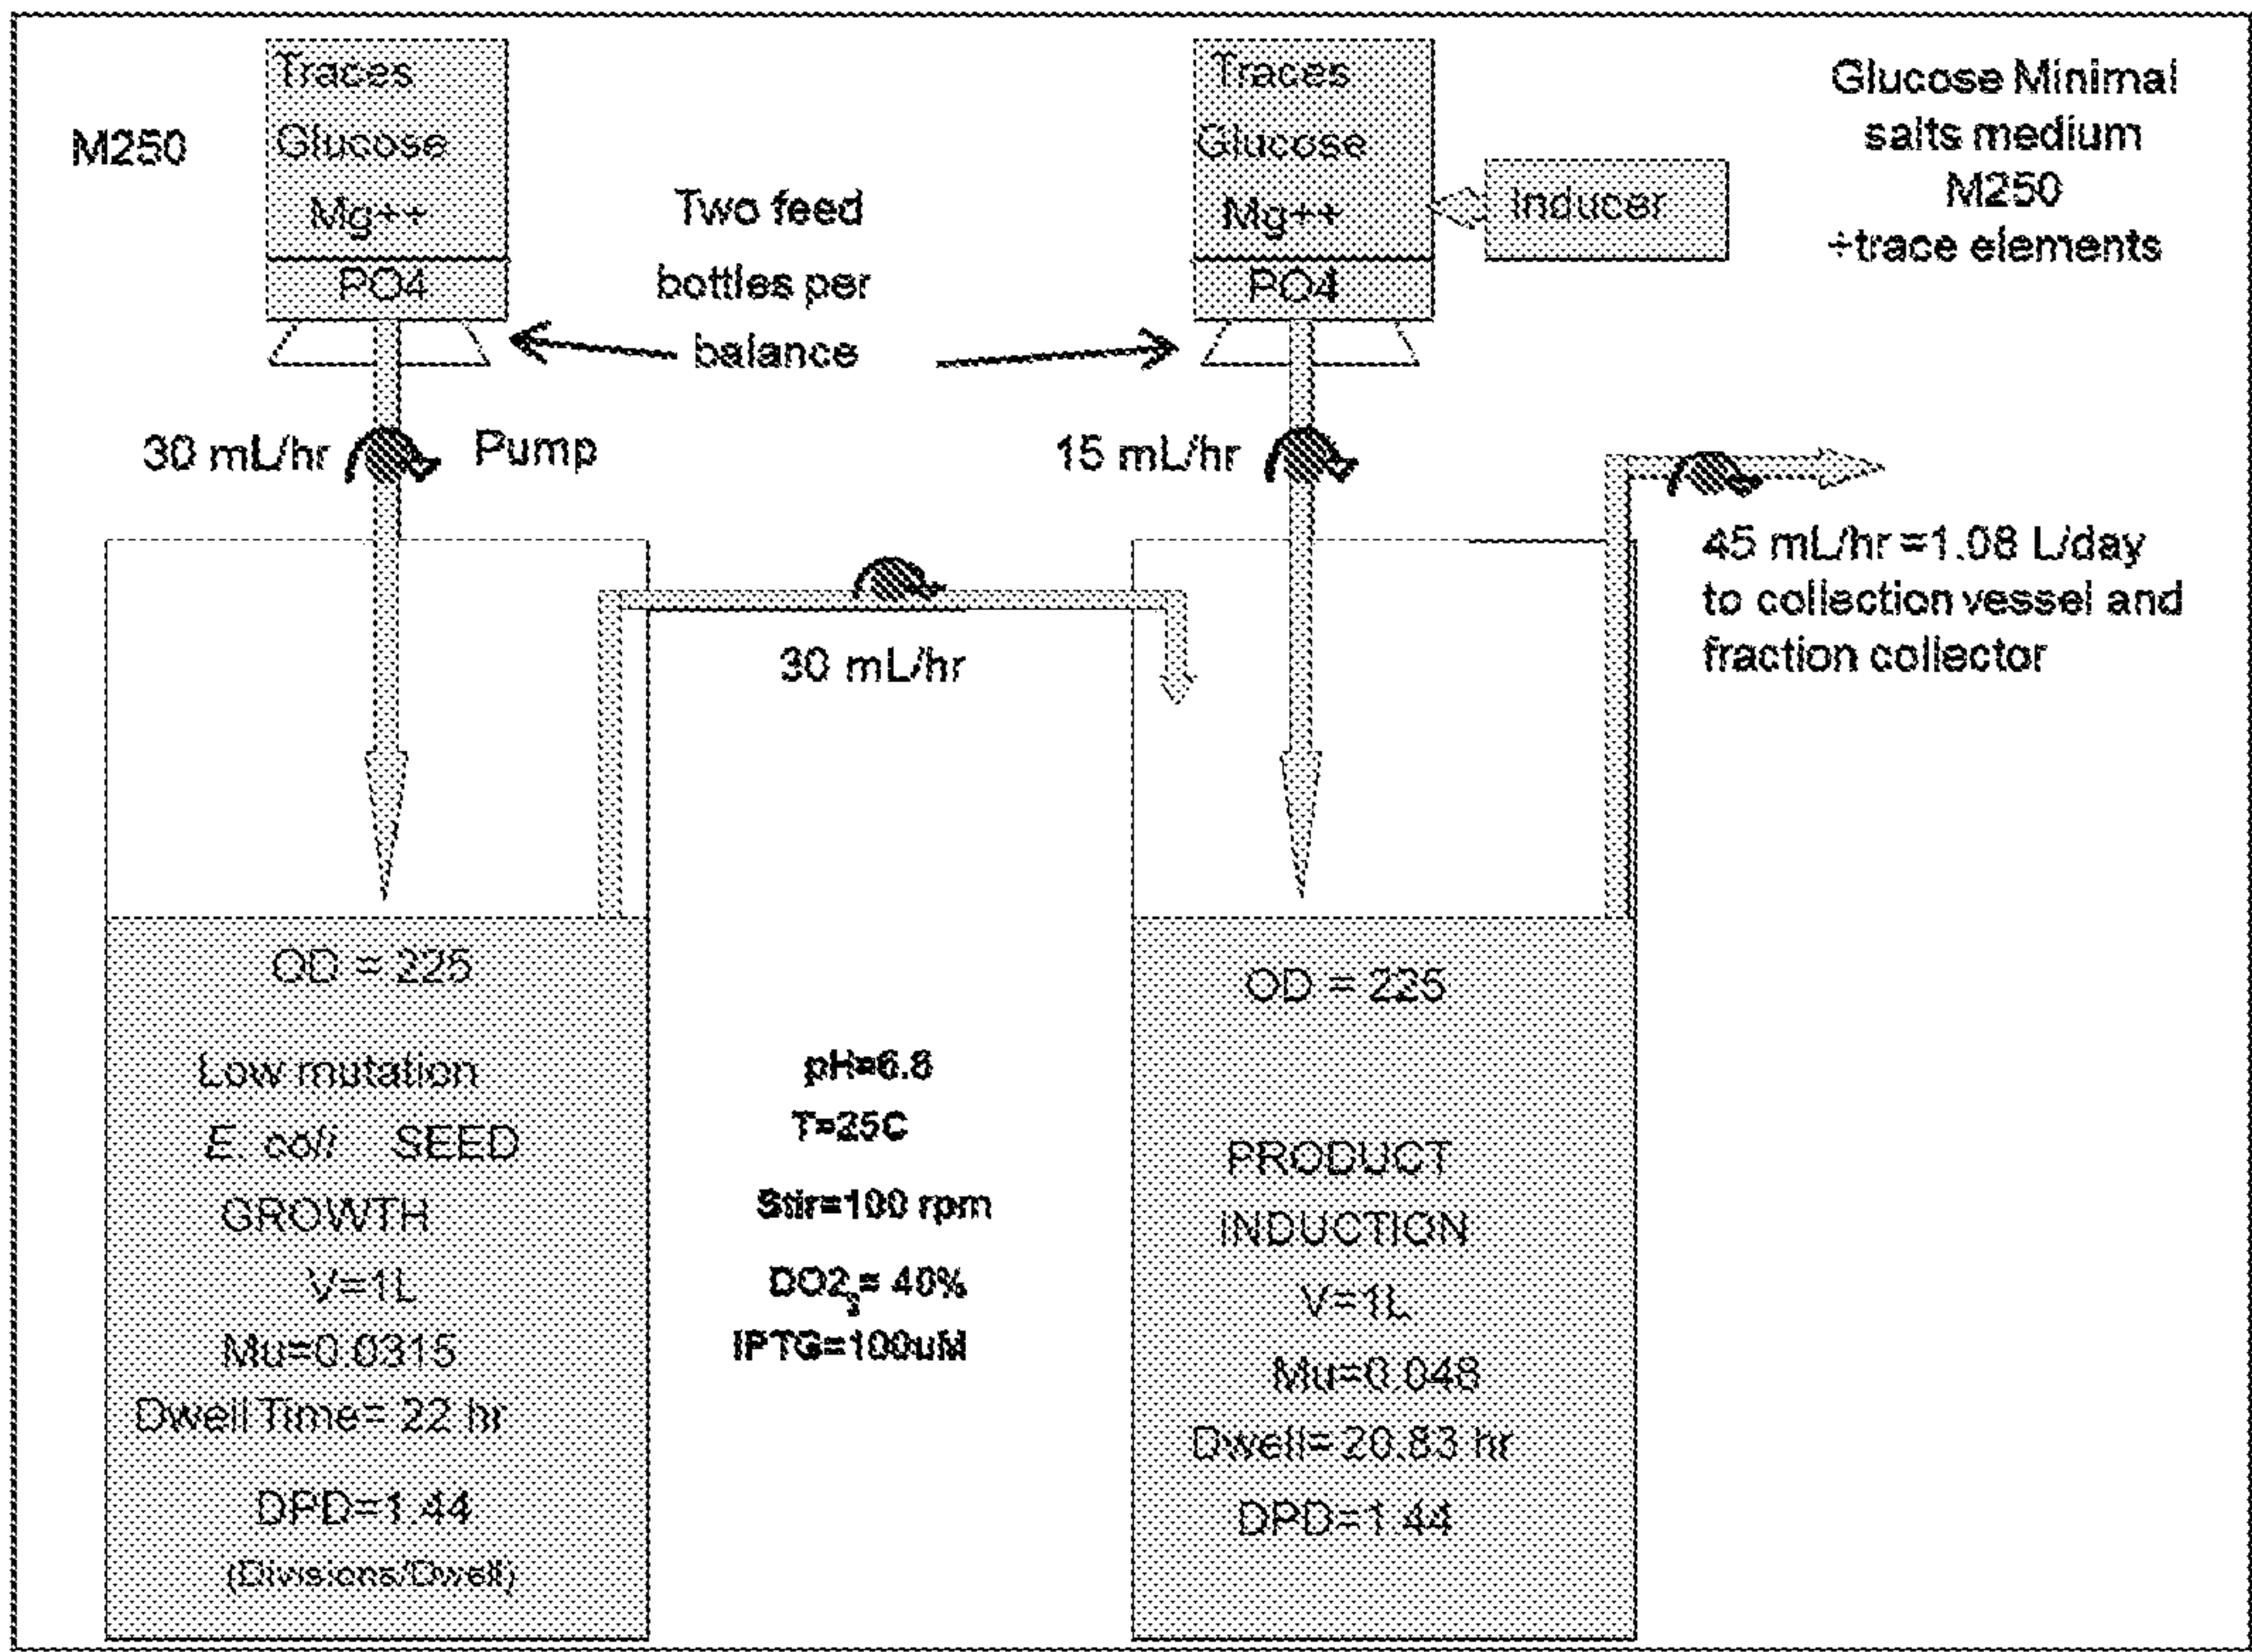 M250
Traces
Glucose
Mg++
PO4
Two feed
bottles per
balance
Traces
Glucose
Mg++
PO4
Inducer
Glucose Minimal
salts medium
M250
+trace elements
30 mL/hr
Pump
15 mL/hr
30 mL/hr
45 mL/hr =1.08 L/day
to collection vessel and
fraction collector
OD = 225
Low mutation
E. coli SEED
GROWTH
V=1L
Mu=0.0315
Dwell Time= 22 hr
DPD=1.44
(Divisions/Dwell)
pH=6.8
T=25C
Stir=100 rpm
DO2,= 40%
IPTG=100uM
OD = 225
PRODUCT
INDUCTION
V=1L
Mu=0.048
Dwell= 20.83 hr
DPD=1.44